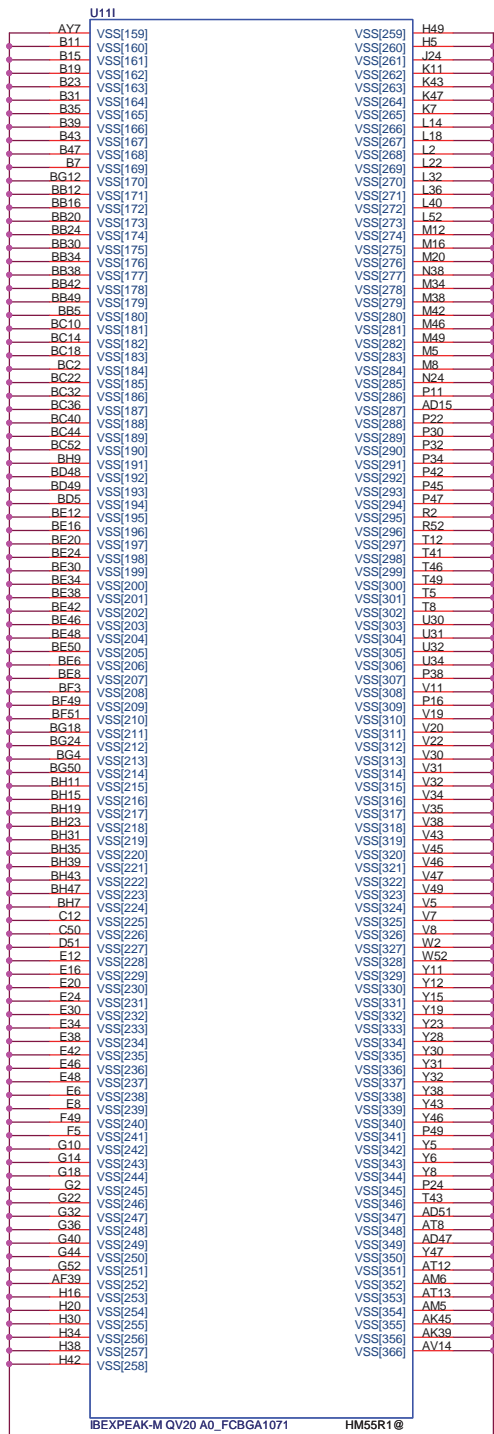 U11I
AY7 VSS[159] VSS[259] H49
B11 VSS[160] VSS[260] H5
B15 VSS[161] VSS[261] J24
B19 VSS[162] VSS[262] K11
B23 VSS[163] VSS[263] K43
B31 VSS[164] VSS[264] K47
B35 VSS[165] VSS[265] K7
B39 VSS[166] VSS[266] L14
B43 VSS[167] VSS[267] L18
B47 VSS[168] VSS[268] L2
B7 VSS[169] VSS[269] L22
BG12 VSS[170] VSS[270] L32
BB12 VSS[171] VSS[271] L36
BB16 VSS[172] VSS[272] L40
BB20 VSS[173] VSS[273] L52
BB24 VSS[174] VSS[274] M12
BB30 VSS[175] VSS[275] M16
BB34 VSS[176] VSS[276] M20
BB38 VSS[177] VSS[277] N38
BB42 VSS[178] VSS[278] M34
BB49 VSS[179] VSS[279] M38
BB5 VSS[180] VSS[280] M42
BC10 VSS[181] VSS[281] M46
BC14 VSS[182] VSS[282] M49
BC18 VSS[183] VSS[283] M5
BC2 VSS[184] VSS[284] M8
BC22 VSS[185] VSS[285] N24
BC32 VSS[186] VSS[286] P11
BC36 VSS[187] VSS[287] AD15
BC40 VSS[188] VSS[288] P22
BC44 VSS[189] VSS[289] P30
BC52 VSS[190] VSS[290] P32
BH9 VSS[191] VSS[291] P34
BD48 VSS[192] VSS[292] P42
BD49 VSS[193] VSS[293] P45
BD5 VSS[194] VSS[294] P47
BE12 VSS[195] VSS[295] R2
BE16 VSS[196] VSS[296] R52
BE20 VSS[197] VSS[297] T12
BE24 VSS[198] VSS[298] T41
BE30 VSS[199] VSS[299] T46
BE34 VSS[200] VSS[300] T49
BE38 VSS[201] VSS[301] T5
BE42 VSS[202] VSS[302] T8
BE46 VSS[203] VSS[303] U30
BE48 VSS[204] VSS[304] U31
BE50 VSS[205] VSS[305] U32
BE6 VSS[206] VSS[306] U34
BE8 VSS[207] VSS[307] P38
BF3 VSS[208] VSS[308] V11
BF49 VSS[209] VSS[309] P16
BF51 VSS[210] VSS[310] V19
BG18 VSS[211] VSS[311] V20
BG24 VSS[212] VSS[312] V22
BG4 VSS[213] VSS[313] V30
BG50 VSS[214] VSS[314] V31
BH11 VSS[215] VSS[315] V32
BH15 VSS[216] VSS[316] V34
BH19 VSS[217] VSS[317] V35
BH23 VSS[218] VSS[318] V38
BH31 VSS[219] VSS[319] V43
BH35 VSS[220] VSS[320] V45
BH39 VSS[221] VSS[321] V46
BH43 VSS[222] VSS[322] V47
BH47 VSS[223] VSS[323] V49
BH7 VSS[224] VSS[324] V5
C12 VSS[225] VSS[325] V7
C50 VSS[226] VSS[326] V8
D51 VSS[227] VSS[327] W2
E12 VSS[228] VSS[328] W52
E16 VSS[229] VSS[329] Y11
E20 VSS[230] VSS[330] Y12
E24 VSS[231] VSS[331] Y15
E30 VSS[232] VSS[332] Y19
E34 VSS[233] VSS[333] Y23
E38 VSS[234] VSS[334] Y28
E42 VSS[235] VSS[335] Y30
E46 VSS[236] VSS[336] Y31
E48 VSS[237] VSS[337] Y32
E6 VSS[238] VSS[338] Y38
E8 VSS[239] VSS[339] Y43
F49 VSS[240] VSS[340] Y46
F5 VSS[241] VSS[341] P49
G10 VSS[242] VSS[342] Y5
G14 VSS[243] VSS[343] Y6
G18 VSS[244] VSS[344] Y8
G2 VSS[245] VSS[345] P24
G22 VSS[246] VSS[346] T43
G32 VSS[247] VSS[347] AD51
G36 VSS[248] VSS[348] AT8
G40 VSS[249] VSS[349] AD47
G44 VSS[250] VSS[350] Y47
G52 VSS[251] VSS[351] AT12
AF39 VSS[252] VSS[352] AM6
H16 VSS[253] VSS[353] AT13
H20 VSS[254] VSS[354] AM5
H30 VSS[255] VSS[355] AK45
H34 VSS[256] VSS[356] AK39
H38 VSS[257] VSS[366] AV14
H42 VSS[258]
IBEXPEAK-M QV20 A0_FCBGA1071 HM55R1@